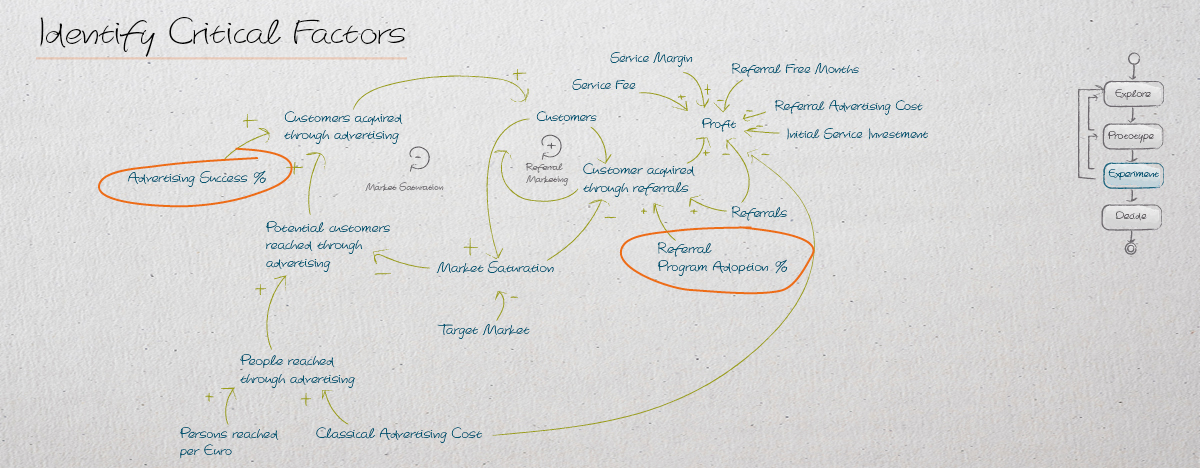 Identify Critical Factors
Service Margin
Referral Free Months
Service Fee
Referral Advertising Cost
Customers acquired
through advertising
+
+
Customers
Profit
Initial Service Investment
+
+
-
-
-
+
-
Market Saturation
+
Referral
Marketing
Customer acquired
through referrals
+
-
-
Advertising Success %
+
Potential customers
reached through
advertising
Referrals
-
+
+
Referral
Program Adoption %
+
-
Market Saturation
-
Target Market
+
People reached
through advertising
+
+
Persons reached
per Euro
Classical Advertising Cost
Explore
Prototype
Experiment
Decide